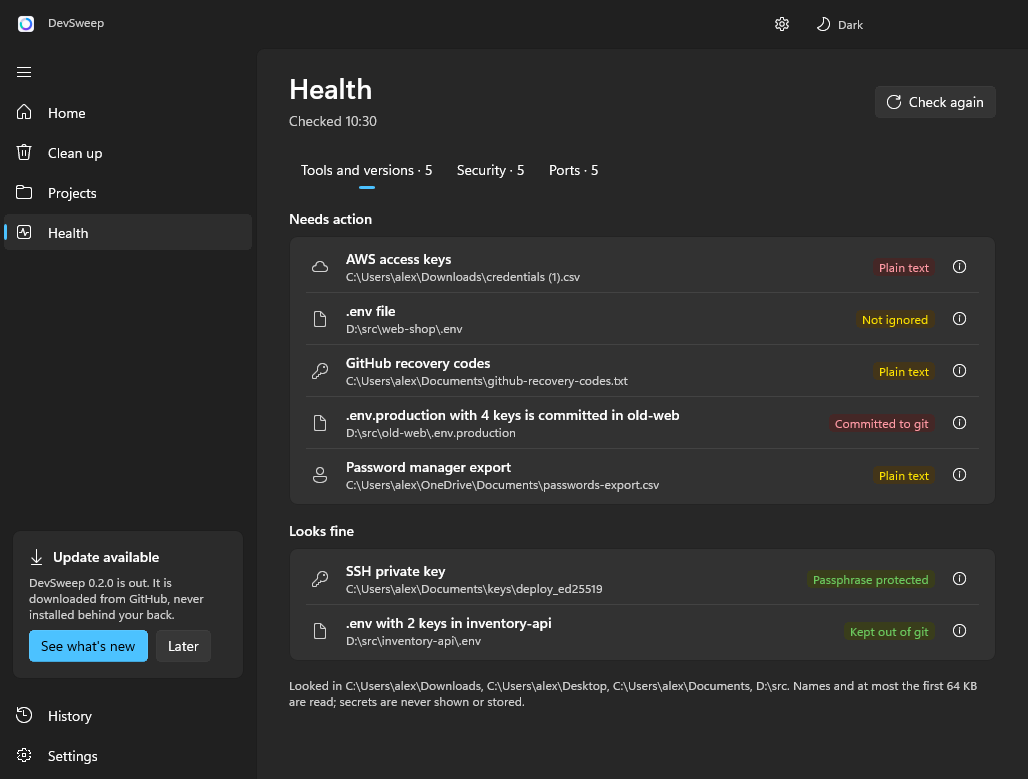 DevSweep
Dark
Home
Clean up
Projects
Health
Health
Checked 10:30
Check again
Tools and versions · 5
Security · 5
Ports · 5
Needs action
AWS access keys
C:\Users\alex\Downloads\credentials (1).csv
Plain text
.env file
D:\src\web-shop\.env
Not ignored
GitHub recovery codes
C:\Users\alex\Documents\github-recovery-codes.txt
Plain text
.env.production with 4 keys is committed in old-web
D:\src\old-web\.env.production
Committed to git
Password manager export
C:\Users\alex\OneDrive\Documents\passwords-export.csv
Plain text
Looks fine
SSH private key
C:\Users\alex\Documents\keys\deploy_ed25519
Passphrase protected
.env with 2 keys in inventory-api
D:\src\inventory-api\.env
Kept out of git
Looked in C:\Users\alex\Downloads, C:\Users\alex\Desktop, C:\Users\alex\Documents, D:\src. Names and at most the first 64 KB
are read; secrets are never shown or stored.
Update available
DevSweep 0.2.0 is out. It is
downloaded from GitHub, never
installed behind your back.
See what's new
Later
History
Settings